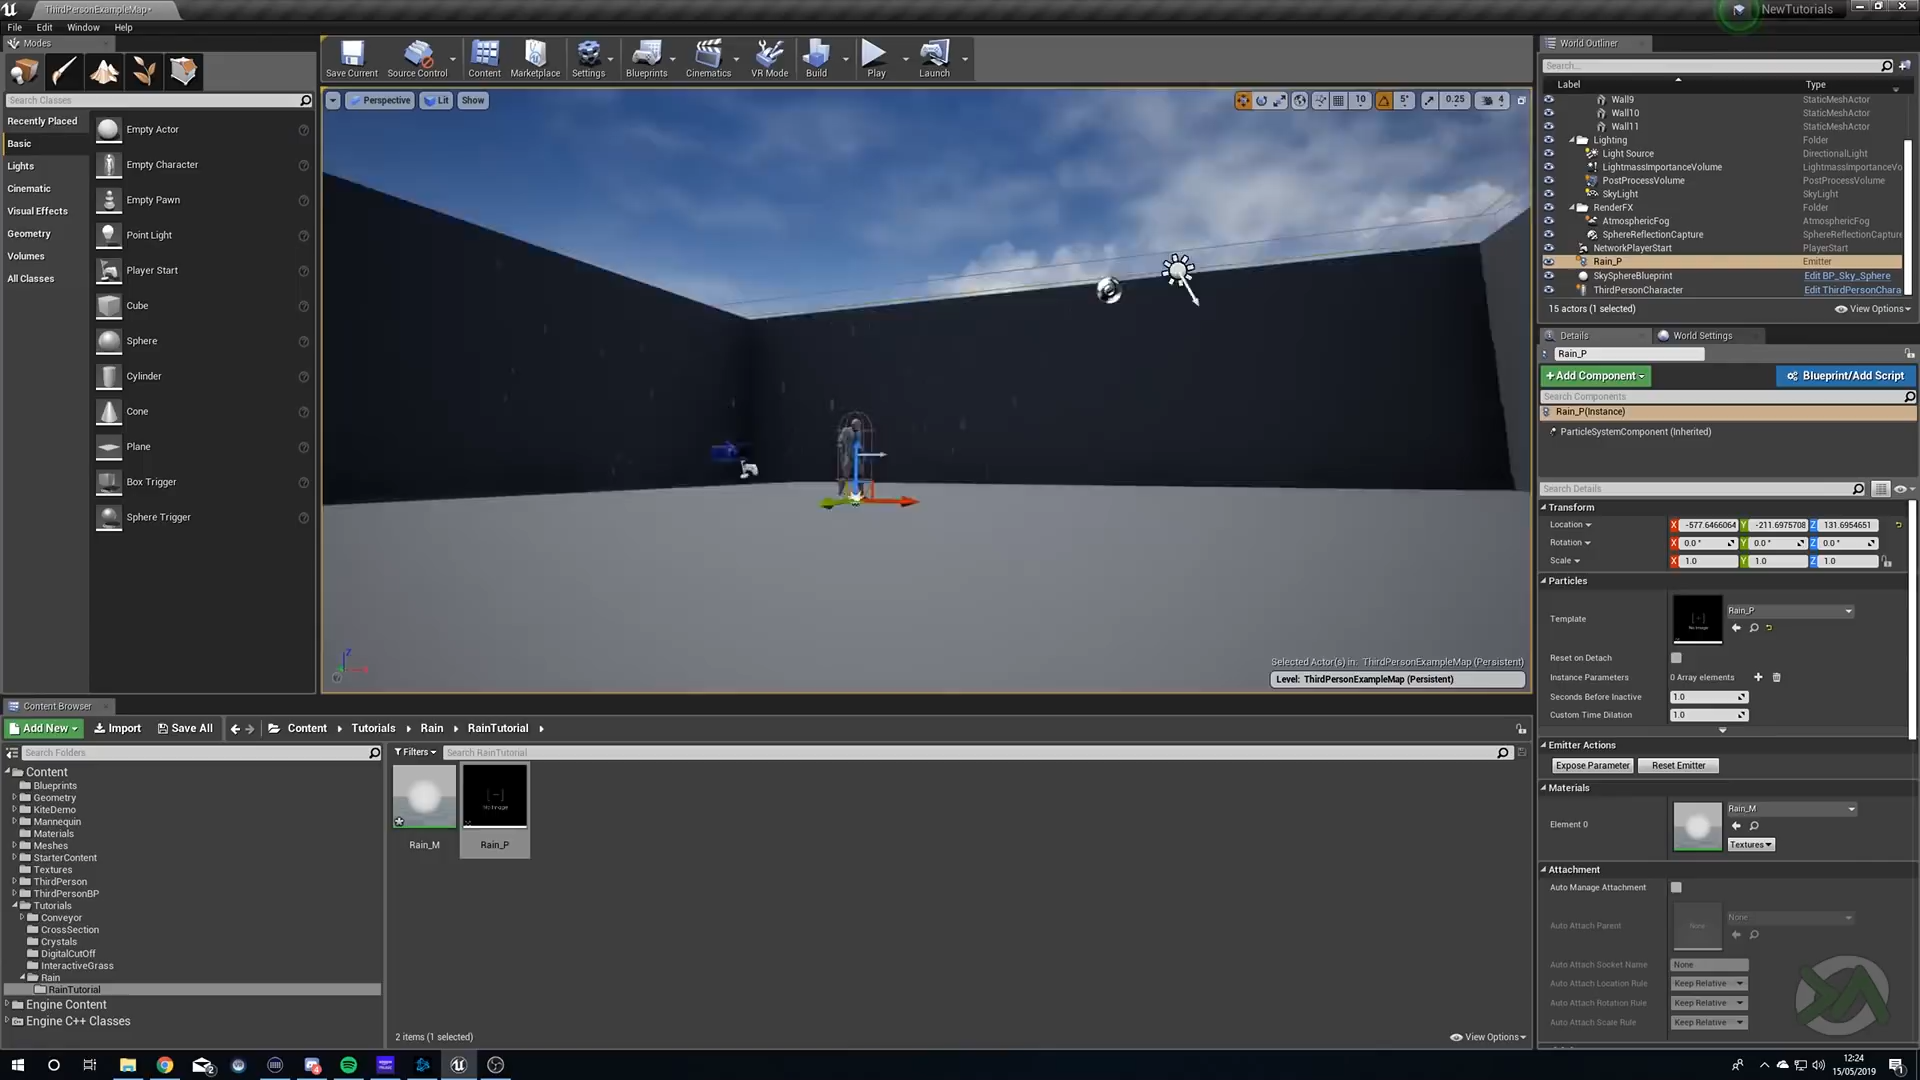 ThirdPersonExampleMap*
NewTutorials
File Edit Window Help
Modes
Search Classes
Recently Placed
Basic
Lights
Cinematic
Visual Effects
Geometry
Volumes
All Classes
Empty Actor
Empty Character
Empty Pawn
Point Light
Player Start
Cube
Sphere
Cylinder
Cone
Plane
Box Trigger
Sphere Trigger
Save Current Source Control Content Marketplace Settings Blueprints Cinematics VR Mode Build Play Launch
Perspective Lit Show 10 5° 0.25 4
Selected Actor(s) in: ThirdPersonExampleMap (Persistent)
Level: ThirdPersonExampleMap (Persistent)
World Outliner
Search...
Label Type
Wall9 StaticMeshActor
Wall10 StaticMeshActor
Wall11 StaticMeshActor
Lighting Folder
Light Source DirectionalLight
LightmassImportanceVolume LightmassImportanceVo
PostProcessVolume PostProcessVolume
SkyLight SkyLight
RenderFX Folder
AtmosphericFog AtmosphericFog
SphereReflectionCapture SphereReflectionCapture
NetworkPlayerStart PlayerStart
Rain_P Emitter
SkySphereBlueprint Edit BP_Sky_Sphere
ThirdPersonCharacter Edit ThirdPersonChara
15 actors (1 selected) View Options
Details World Settings
Rain_P
+Add Component Blueprint/Add Script
Search Components
Rain_P(Instance)
ParticleSystemComponent (Inherited)
Search Details
Transform
Location X -577.6466064 Y -211.6975708 Z 131.6954651
Rotation X 0.0 ° Y 0.0 ° Z 0.0 °
Scale X 1.0 Y 1.0 Z 1.0
Particles
Template No Image Rain_P
Reset on Detach
Instance Parameters 0 Array elements
Seconds Before Inactive 1.0
Custom Time Dilation 1.0
Emitter Actions
Expose Parameter Reset Emitter
Materials
Element 0 Rain_M
Textures
Attachment
Auto Manage Attachment
Auto Attach Parent None None
Auto Attach Socket Name None
Auto Attach Location Rule Keep Relative
Auto Attach Rotation Rule Keep Relative
Auto Attach Scale Rule Keep Relative
Content Browser
Add New Import Save All Content Tutorials Rain RainTutorial
Search Folders
Filters Search RainTutorial
Content
Blueprints
Geometry
KiteDemo
Mannequin
Materials
Meshes
StarterContent
Textures
ThirdPerson
ThirdPersonBP
Tutorials
Conveyor
CrossSection
Crystals
DigitalCutOff
InteractiveGrass
Rain
RainTutorial
Engine Content
Engine C++ Classes
No Image
Rain_M Rain_P
2 items (1 selected) View Options
12:24
15/05/2019